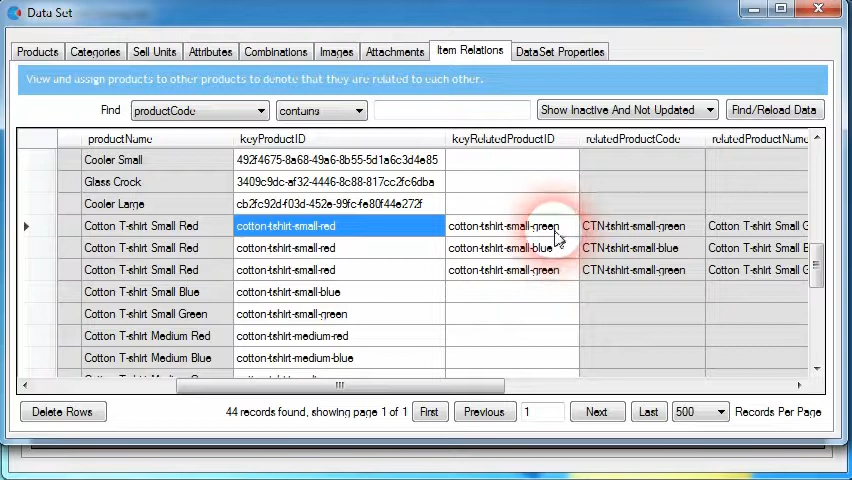 Data Set
Products Categories Sell Units Attributes Combinations Images Attachments Item Relations DataSet Properties
View and assign products to other products to denote that they are related to each other.
Find productCode contains Show Inactive And Not Updated Find/Reload Data
productName keyProductID keyRelatedProductID relatedProductCode relatedProductName
Cooler Small 492f4675-8a68-49a6-8b55-5d1a6c3d4e85
Glass Crock 3409c9dc-af32-4446-8c88-817cc2fc6dba
Cooler Large cb2fc92d-f03d-452e-99fc-fe80f44e272f
Cotton T-shirt Small Red cotton-tshirt-small-red cotton-tshirt-small-green CTN-tshirt-small-green Cotton T-shirt Small G
Cotton T-shirt Small Red cotton-tshirt-small-red cotton-tshirt-small-blue CTN-tshirt-small-blue Cotton T-shirt Small B
Cotton T-shirt Small Red cotton-tshirt-small-red cotton-tshirt-small-green CTN-tshirt-small-green Cotton T-shirt Small G
Cotton T-shirt Small Blue cotton-tshirt-small-blue
Cotton T-shirt Small Green cotton-tshirt-small-green
Cotton T-shirt Medium Red cotton-tshirt-medium-red
Cotton T-shirt Medium Blue cotton-tshirt-medium-blue
Delete Rows 44 records found, showing page 1 of 1 First Previous 1 Next Last 500 Records Per Page